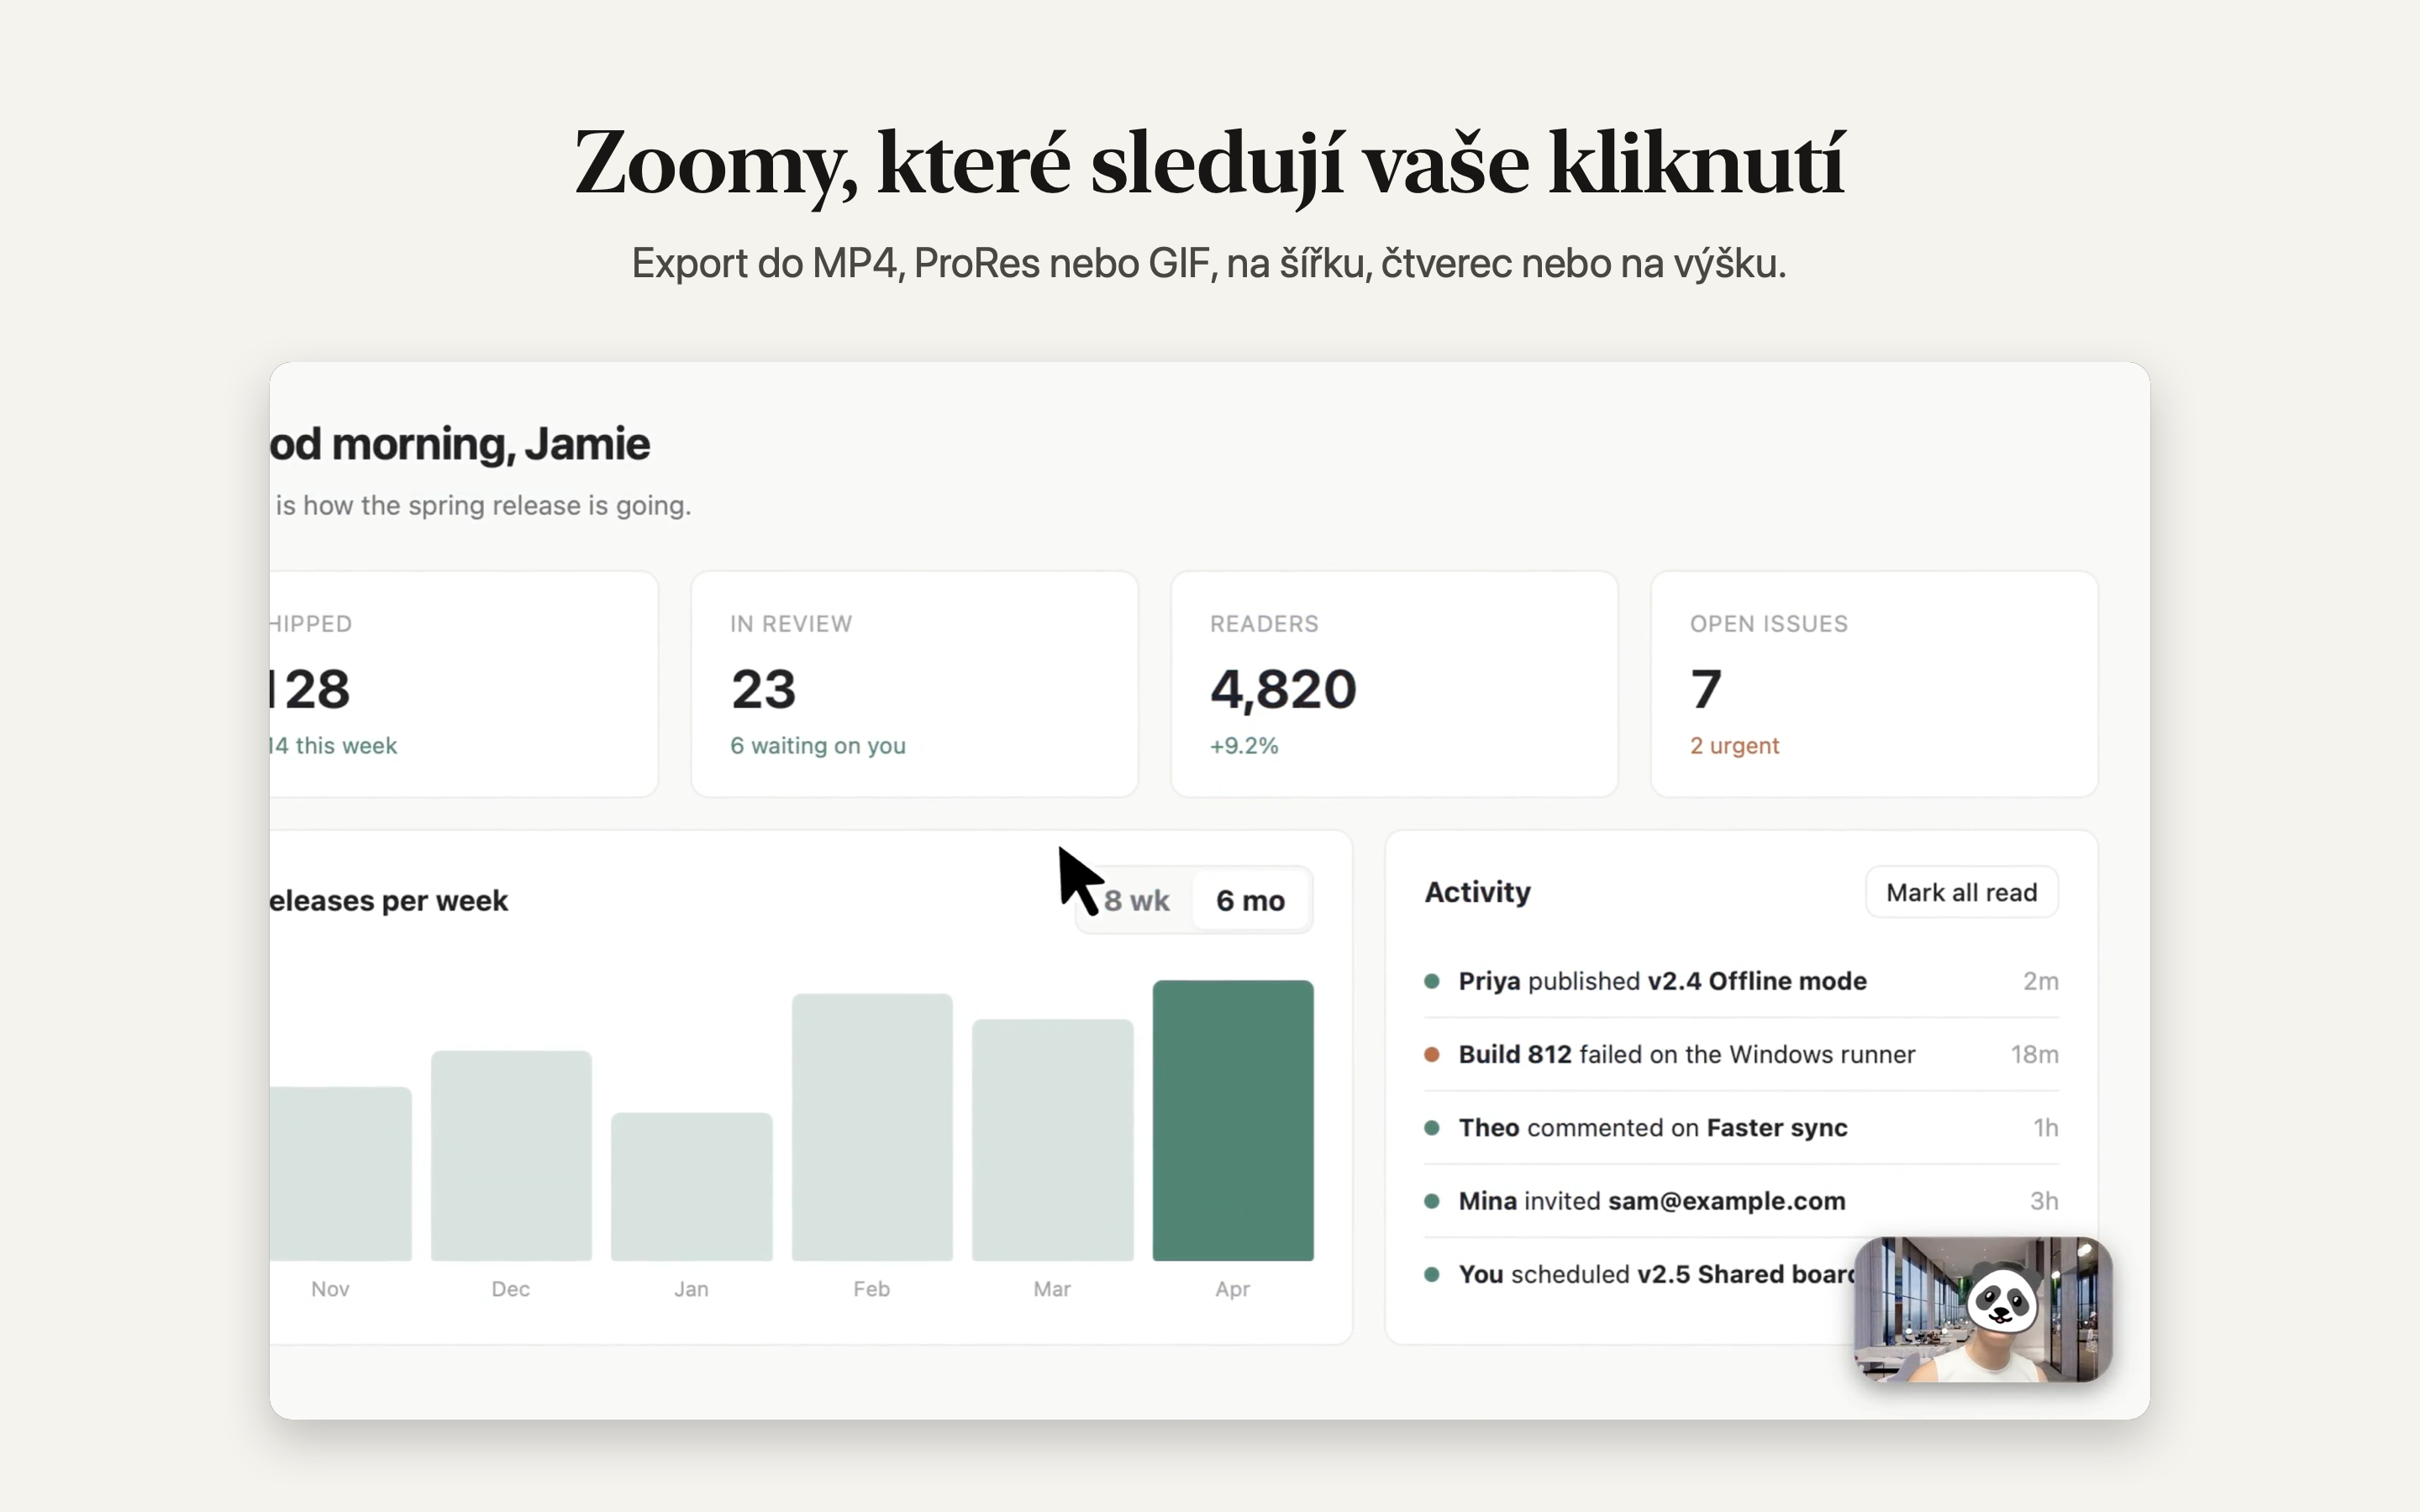 Zoomy, které sledují vaše kliknutí
Export do MP4, ProRes nebo GIF, na šířku, čtverec nebo na výšku.
od morning, Jamie
is how the spring release is going.
HIPPED
128
14 this week
IN REVIEW
23
6 waiting on you
READERS
4,820
+9.2%
OPEN ISSUES
7
2 urgent
eleases per week
8 wk
6 mo
Nov
Dec
Jan
Feb
Mar
Apr
Activity
Mark all read
Priya published v2.4 Offline mode 2m
Build 812 failed on the Windows runner 18m
Theo commented on Faster sync 1h
Mina invited sam@example.com 3h
You scheduled v2.5 Shared board